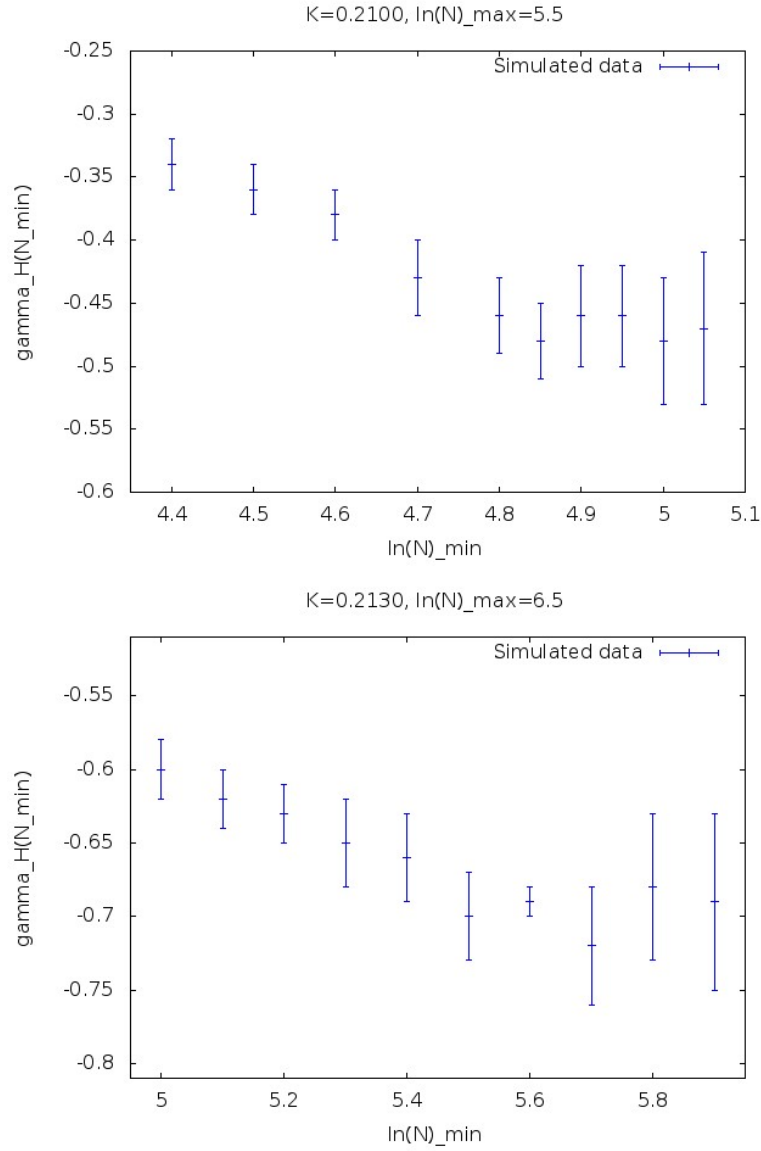 K=0.2100, ln(N)_max=5.5
-0.25
Simulated data
-0.3
-0.35
-0.4
-0.45
-0.5
-0.55
-0.6
gamma_H(N_min)
4.4 4.5 4.6 4.7 4.8 4.9 5 5.1
ln(N)_min
K=0.2130, ln(N)_max=6.5
Simulated data
-0.55
-0.6
-0.65
-0.7
-0.75
-0.8
gamma_H(N_min)
5 5.2 5.4 5.6 5.8
ln(N)_min